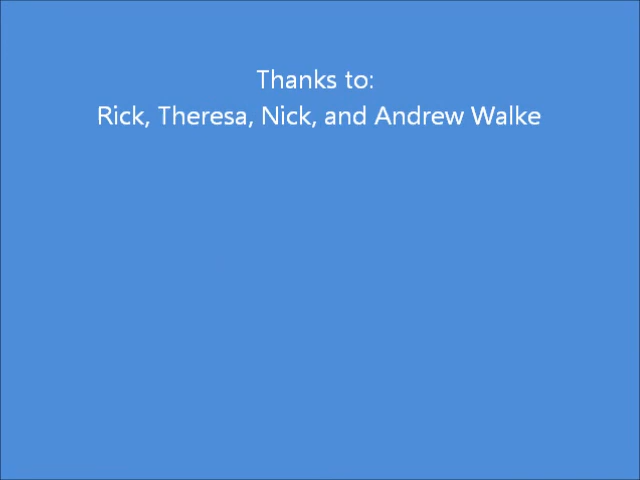 Thanks to:
Rick, Theresa, Nick, and Andrew Walke